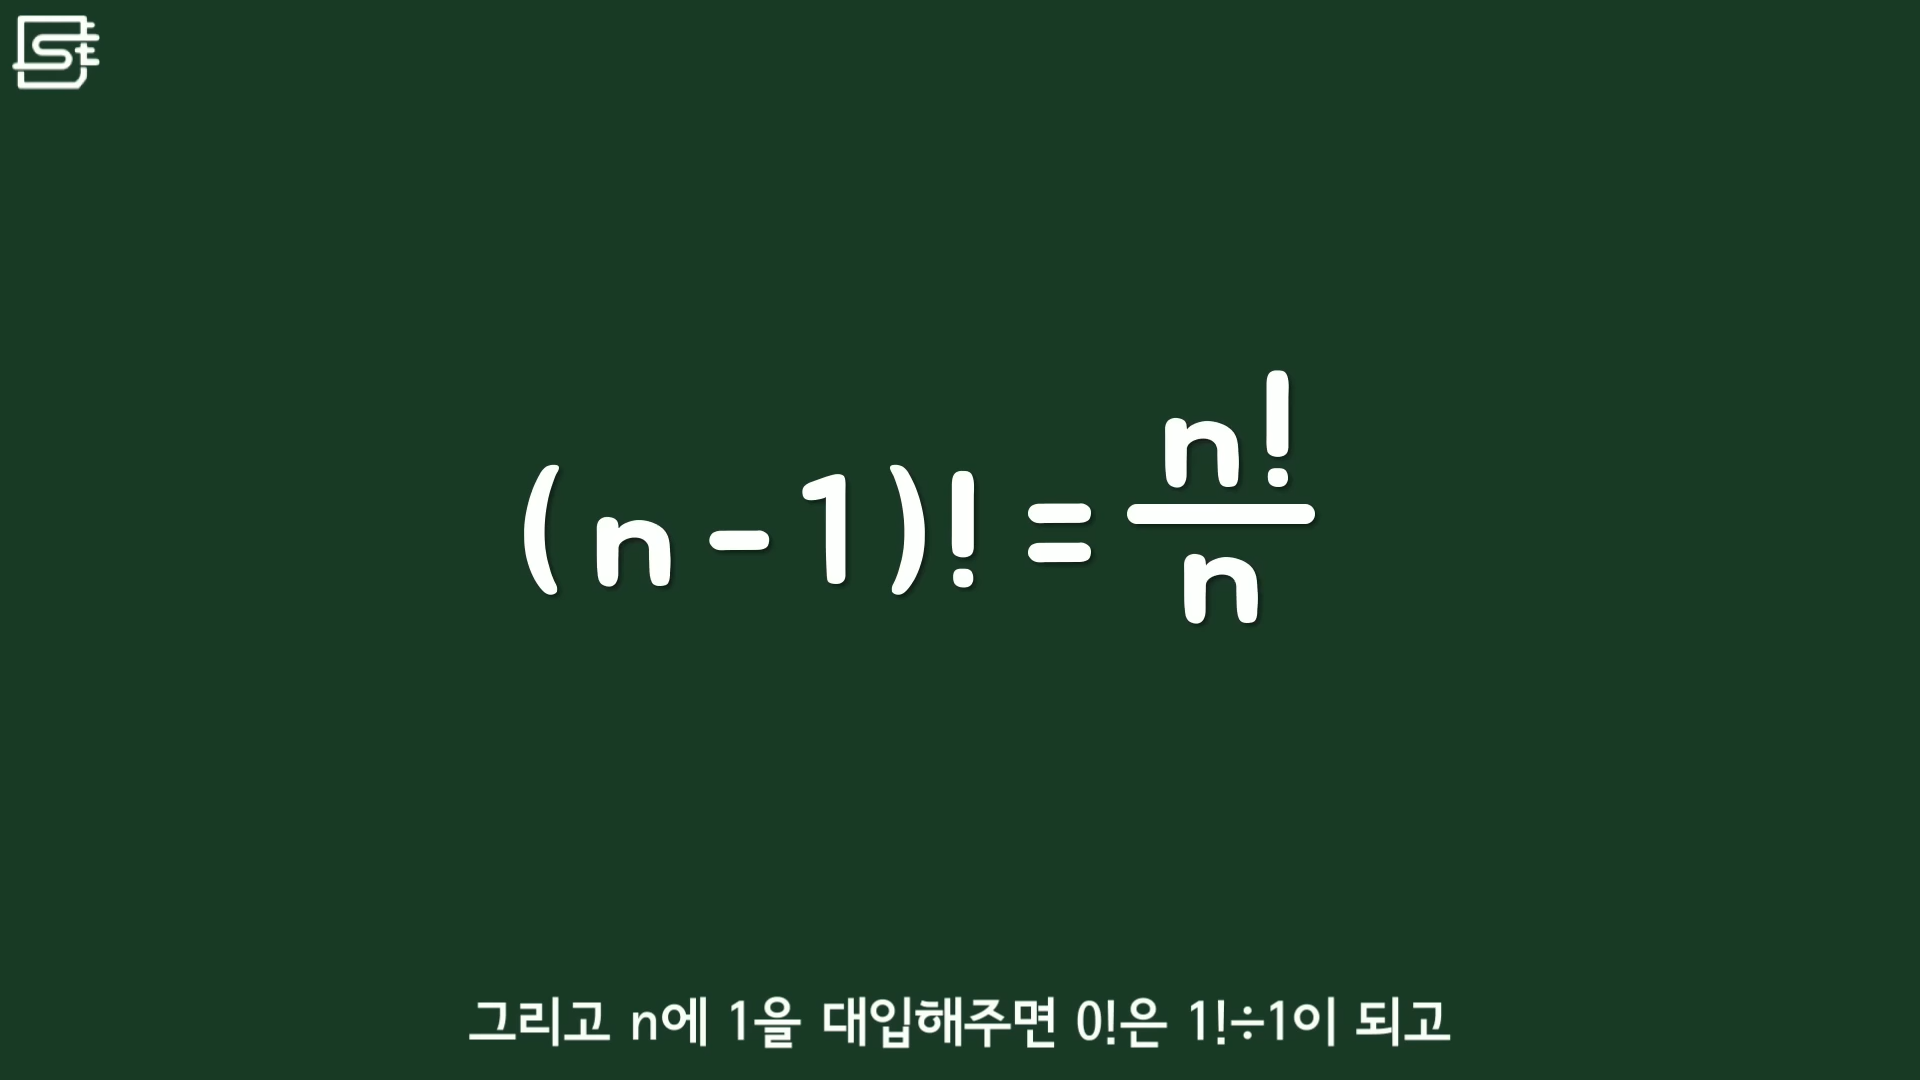 (n-1)! = n!/n
그리고 n에 1을 대입해주면 0!은 1!÷1이 되고